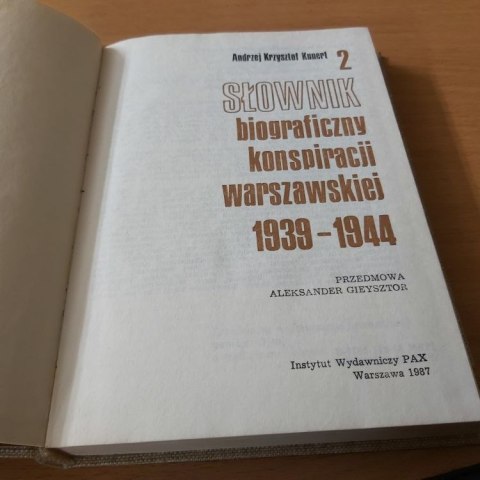 Andrzej Krzysztof Kunert 2
SŁOWNIK
biograficzny
konspiracji
warszawskiej
1939-1944
PRZEDMOWA
ALEKSANDER GIEYSZTOR
Instytut Wydawniczy PAX
Warszawa 1987